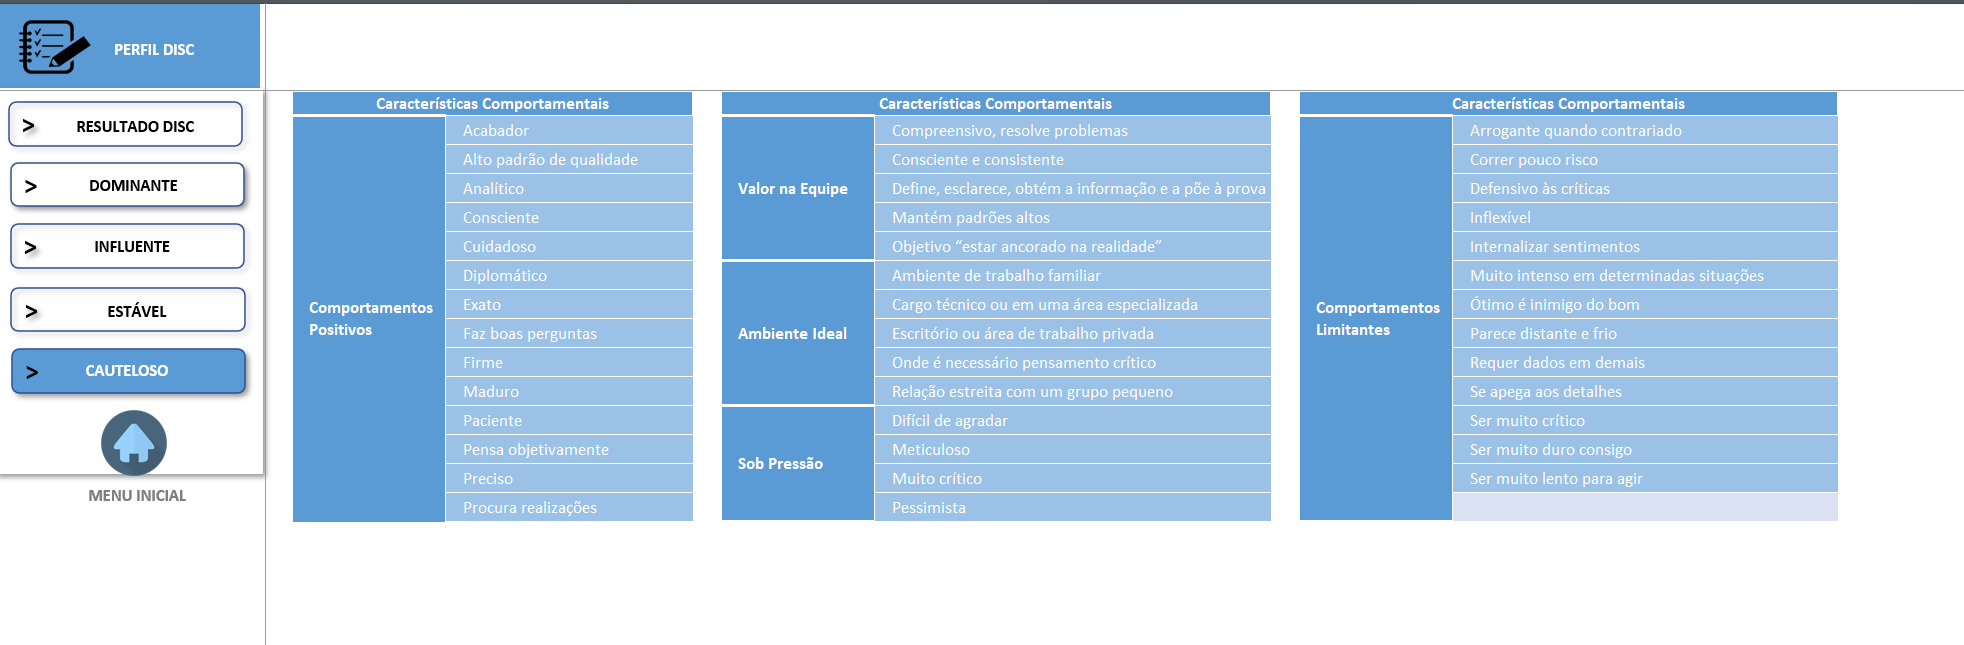 PERFIL DISC
> RESULTADO DISC
> DOMINANTE
> INFLUENTE
> ESTÁVEL
> CAUTELOSO
MENU INICIAL
Características Comportamentais
Comportamentos
Positivos
Acabador
Alto padrão de qualidade
Analítico
Consciente
Cuidadoso
Diplomático
Exato
Faz boas perguntas
Firme
Maduro
Paciente
Pensa objetivamente
Preciso
Procura realizações
Características Comportamentais
Valor na Equipe
Compreensivo, resolve problemas
Consciente e consistente
Define, esclarece, obtém a informação e a põe à prova
Mantém padrões altos
Objetivo “estar ancorado na realidade”
Ambiente Ideal
Ambiente de trabalho familiar
Cargo técnico ou em uma área especializada
Escritório ou área de trabalho privada
Onde é necessário pensamento crítico
Relação estreita com um grupo pequeno
Sob Pressão
Difícil de agradar
Meticuloso
Muito crítico
Pessimista
Características Comportamentais
Comportamentos
Limitantes
Arrogante quando contrariado
Correr pouco risco
Defensivo às críticas
Inflexível
Internalizar sentimentos
Muito intenso em determinadas situações
Ótimo é inimigo do bom
Parece distante e frio
Requer dados em demais
Se apega aos detalhes
Ser muito crítico
Ser muito duro consigo
Ser muito lento para agir